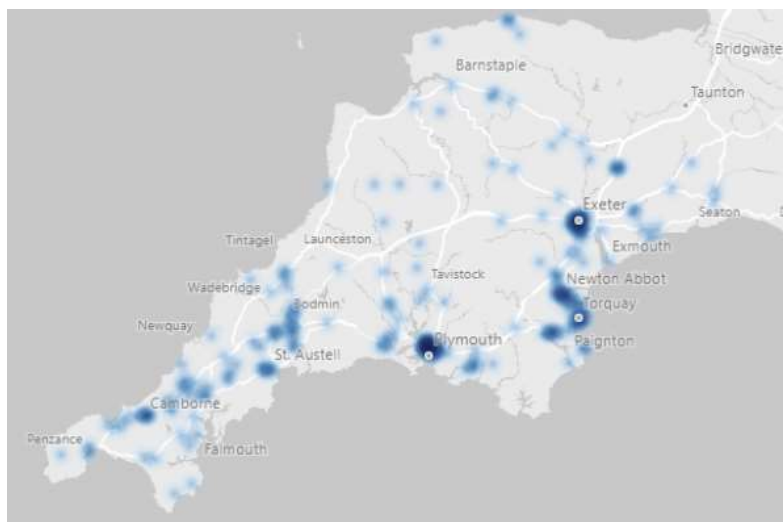 Bridgwate
Barnstaple
Taunton
Exeter
Seaton
Tintagel
Launceston
Exmouth
Tavistock
Newton Abbot
Wadebridge
Bodmin
Torquay
Newquay
Plymouth
Paignton
St. Austell
Camborne
Penzance
Falmouth